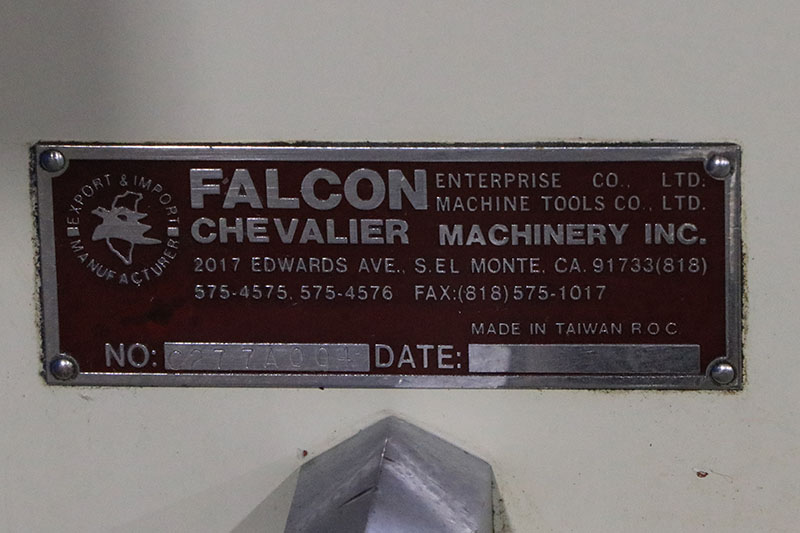 EXPORT & IMPORT
MANUFACTURER
FALCON ENTERPRISE CO., LTD.
MACHINE TOOLS CO., LTD.
CHEVALIER MACHINERY INC.
2017 EDWARDS AVE., S.EL MONTE, CA. 91733(818)
575-4575, 575-4576 FAX:(818)575-1017
MADE IN TAIWAN R.O.C
NO: DATE: